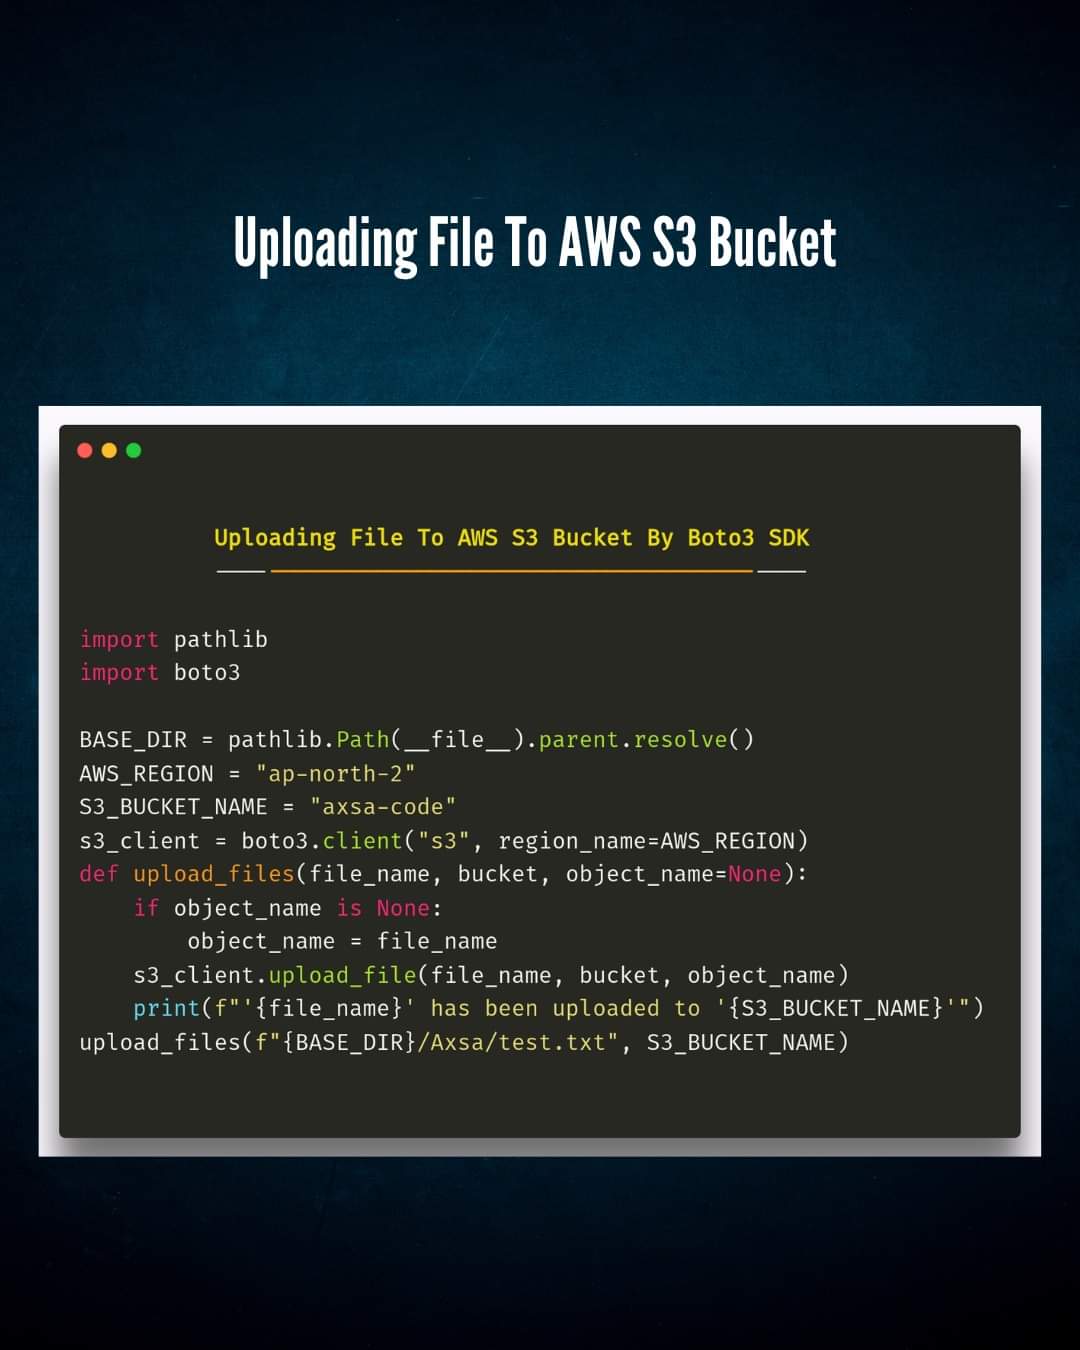 Uploading File To AWS S3 Bucket
Uploading File To AWS S3 Bucket By Boto3 SDK
import pathlib
import boto3
BASE_DIR = pathlib.Path(__file__).parent.resolve()
AWS_REGION = "ap-north-2"
S3_BUCKET_NAME = "axsa-code"
s3_client = boto3.client("s3", region_name=AWS_REGION)
def upload_files(file_name, bucket, object_name=None):
    if object_name is None:
        object_name = file_name
    s3_client.upload_file(file_name, bucket, object_name)
    print(f"'{file_name}' has been uploaded to '{S3_BUCKET_NAME}'")
upload_files(f"{BASE_DIR}/Axsa/test.txt", S3_BUCKET_NAME)